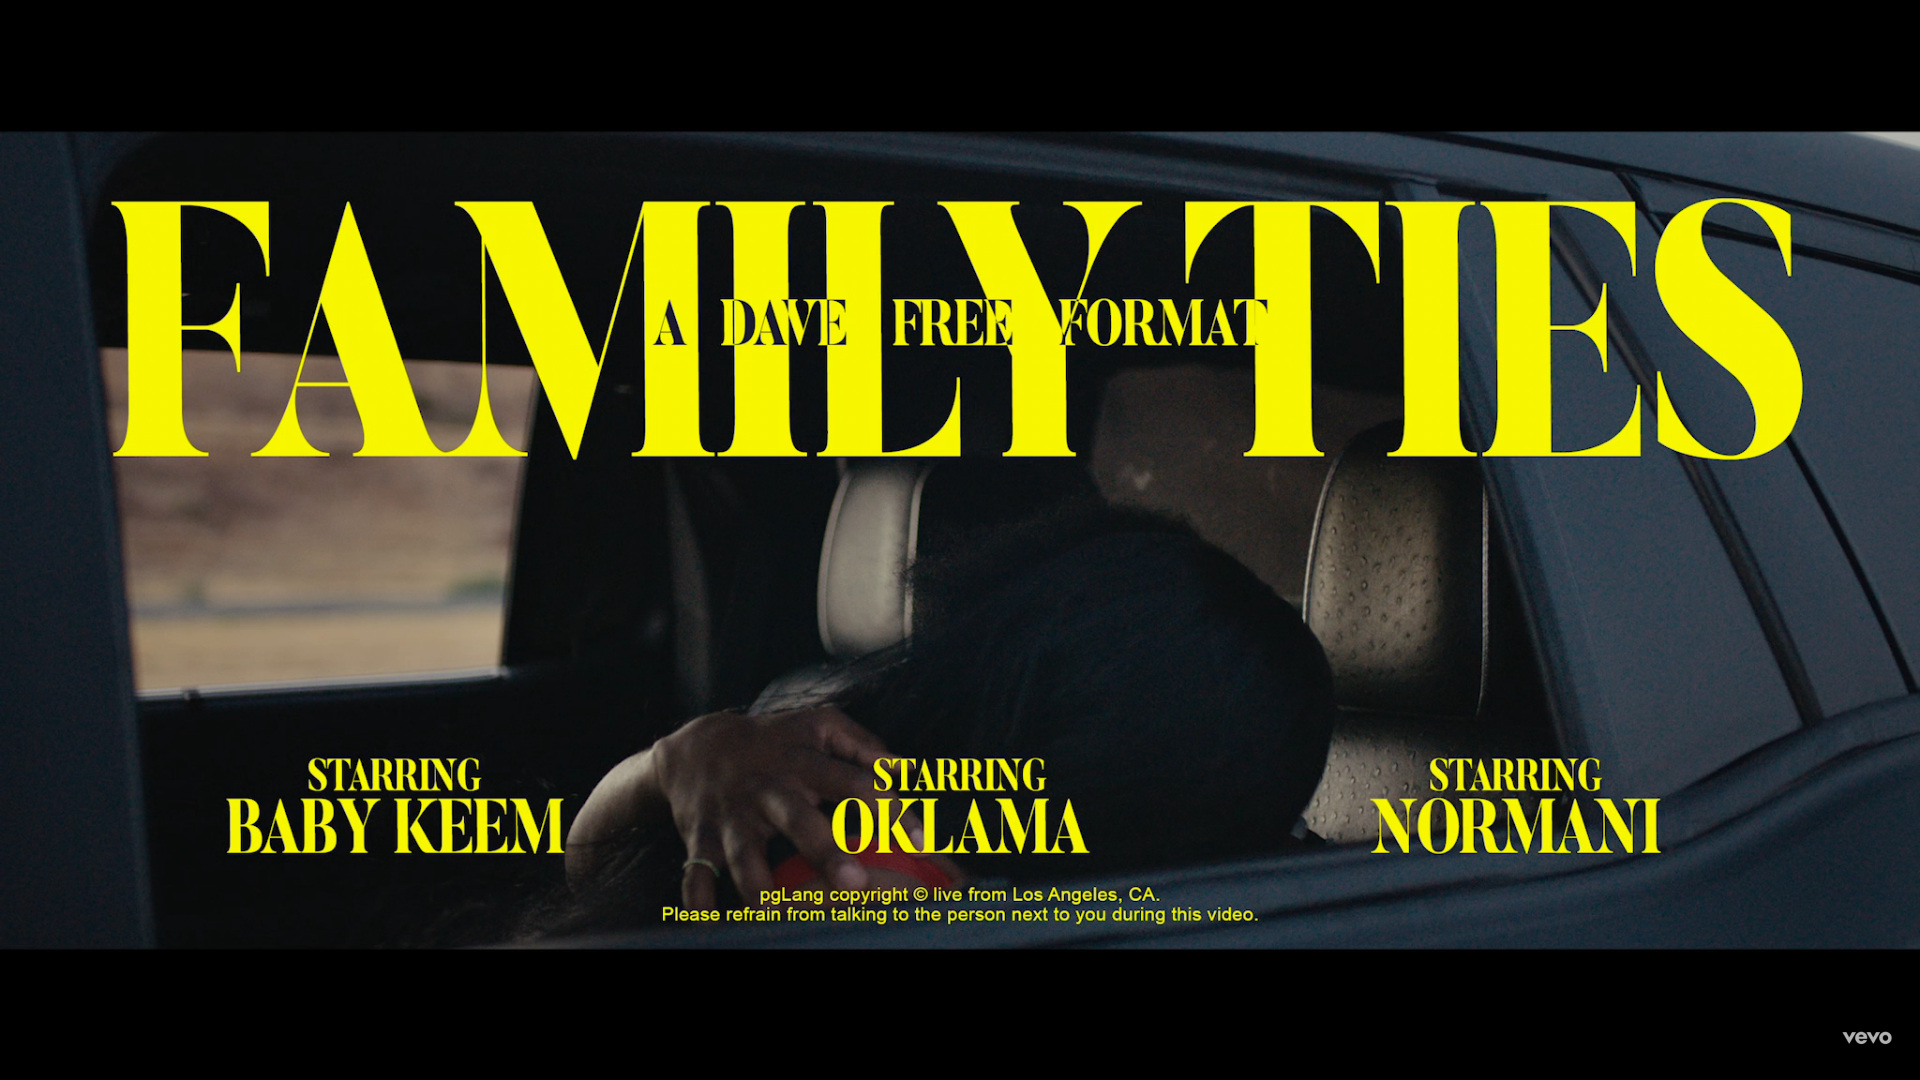 FAMILY TIES
A DAVE FREE FORMAT
STARRING
BABY KEEM
STARRING
OKLAMA
STARRING
NORMANI
pgLang copyright © live from Los Angeles, CA.
Please refrain from talking to the person next to you during this video.
vevo